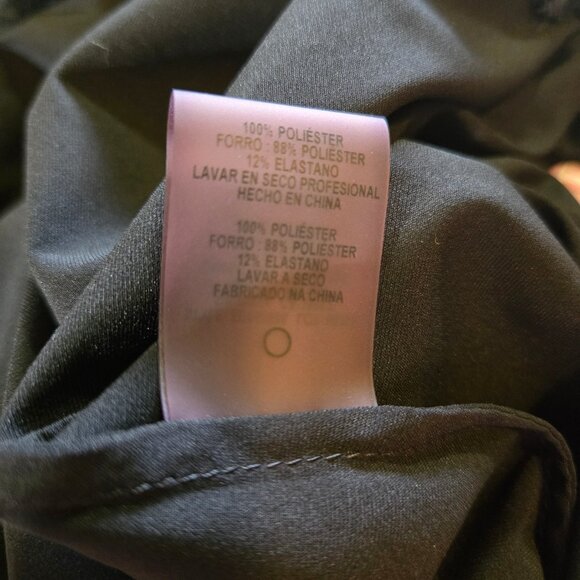 100% POLIÉSTER
FORRO : 88% POLIÉSTER
12% ELASTANO
LAVAR EN SECO PROFESIONAL
HECHO EN CHINA
100% POLIÉSTER
FORRO : 88% POLIÉSTER
12% ELASTANO
LAVAR A SECO
FABRICADO NA CHINA